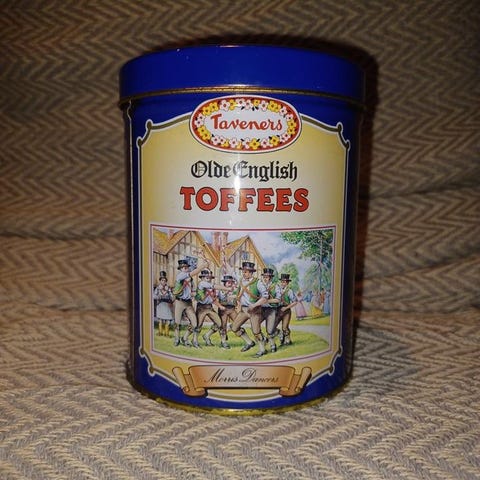 Taveners
Olde English
TOFFEES
Morris Dancers